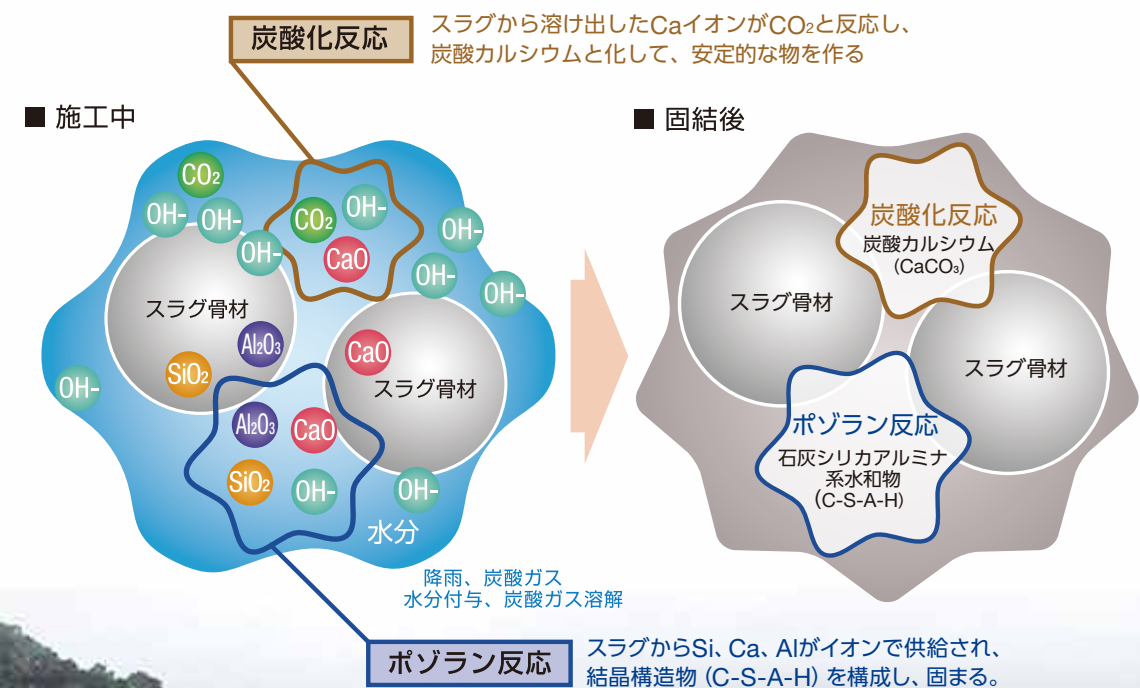 炭酸化反応
スラグから溶け出したCaイオンがCO₂と反応し、
炭酸カルシウムと化して、安定的な物を作る
■ 施工中
CO₂
OH-
OH-
OH-
CO₂
OH-
CaO
OH-
OH-
OH-
スラグ骨材
Al₂O₃
SiO₂
CaO
スラグ骨材
OH-
Al₂O₃
CaO
SiO₂
OH-
OH-
水分
降雨、炭酸ガス
水分付与、炭酸ガス溶解
■ 固結後
炭酸化反応
炭酸カルシウム
(CaCO₃)
スラグ骨材
スラグ骨材
ポゾラン反応
石灰シリカアルミナ
系水和物
(C-S-A-H)
ポゾラン反応
スラグからSi、Ca、Alがイオンで供給され、
結晶構造物 (C-S-A-H) を構成し、固まる。